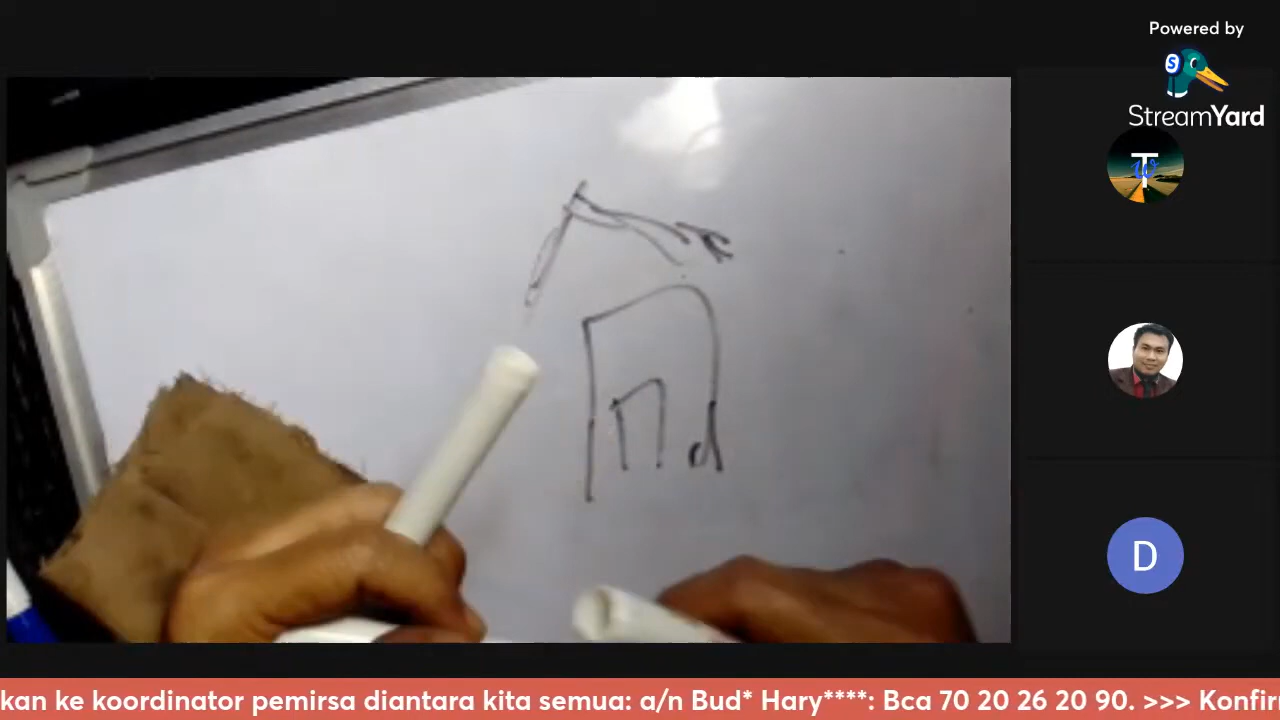 Powered by
StreamYard
D
kan ke koordinator pemirsa diantara kita semua: a/n Bud* Hary****: Bca 70 20 26 20 90. >>> Konfir